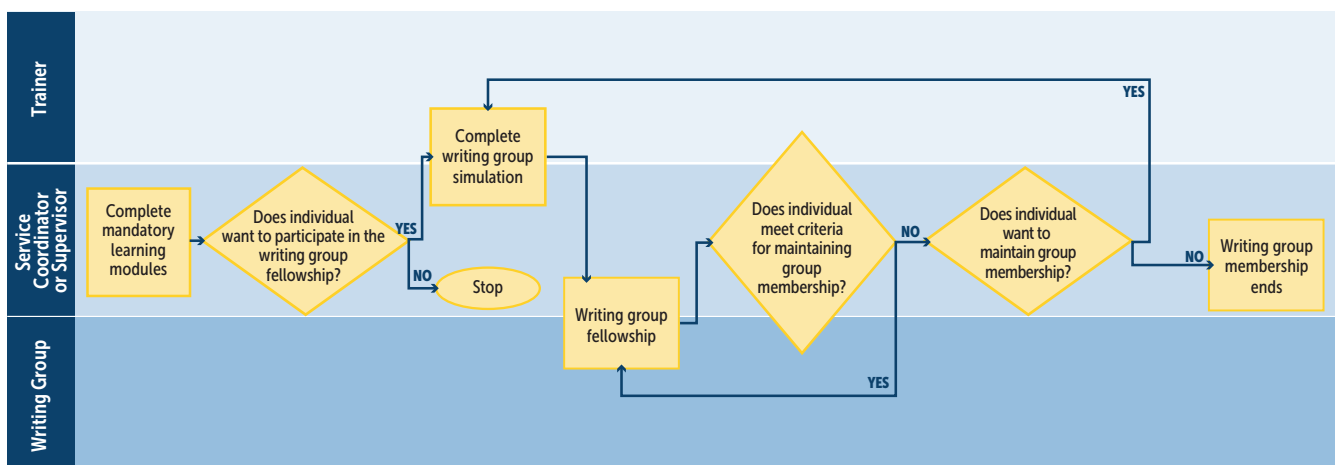 Trainer
Service
Coordinator
or Supervisor
Writing Group
Complete
mandatory
learning
modules
Does individual
want to participate in the
writing group
fellowship?
YES
NO
Stop
Complete
writing group
simulation
Writing group
fellowship
Does individual
meet criteria
for maintaining
group
membership?
NO
YES
Does individual
want to
maintain group
membership?
YES
NO
Writing group
membership
ends